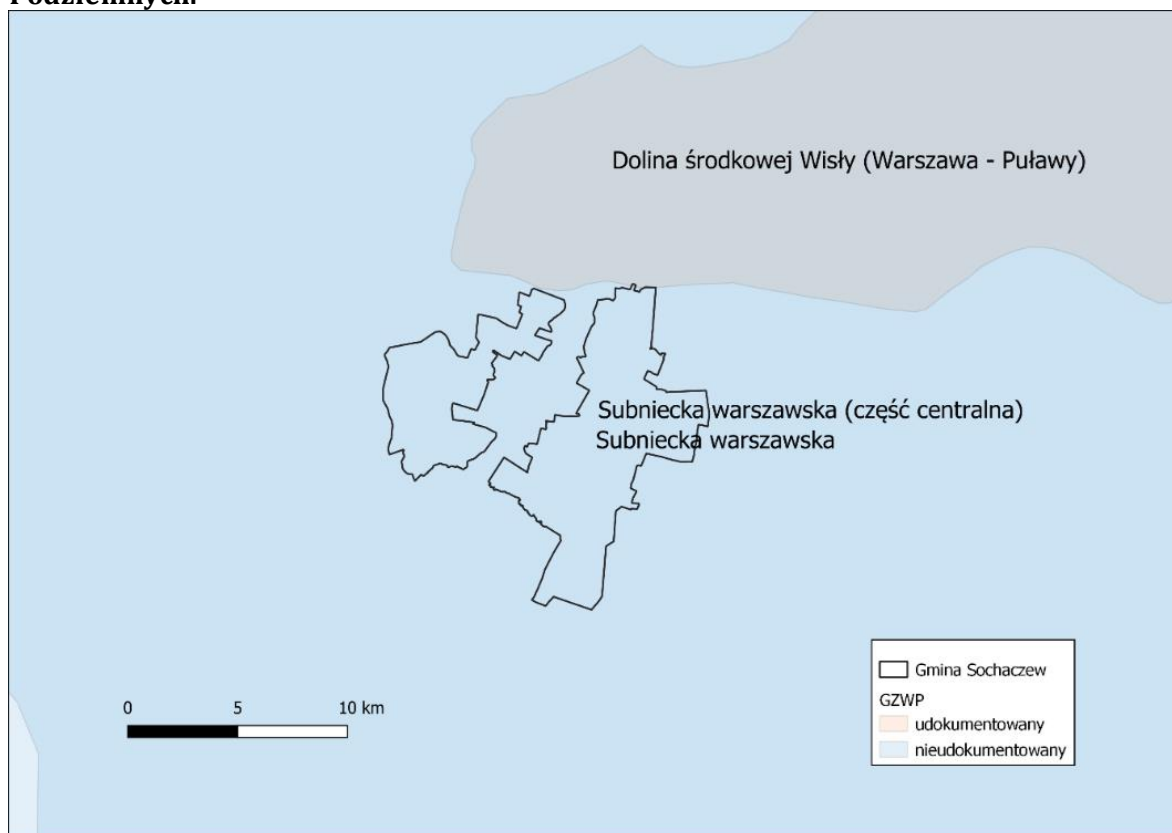 Podziemnych.
Dolina środkowej Wisły (Warszawa - Puławy)
Subniecka warszawska (część centralna)
Subniecka warszawska
0 5 10 km
Gmina Sochaczew
GZWP
udokumentowany
nieudokumentowany